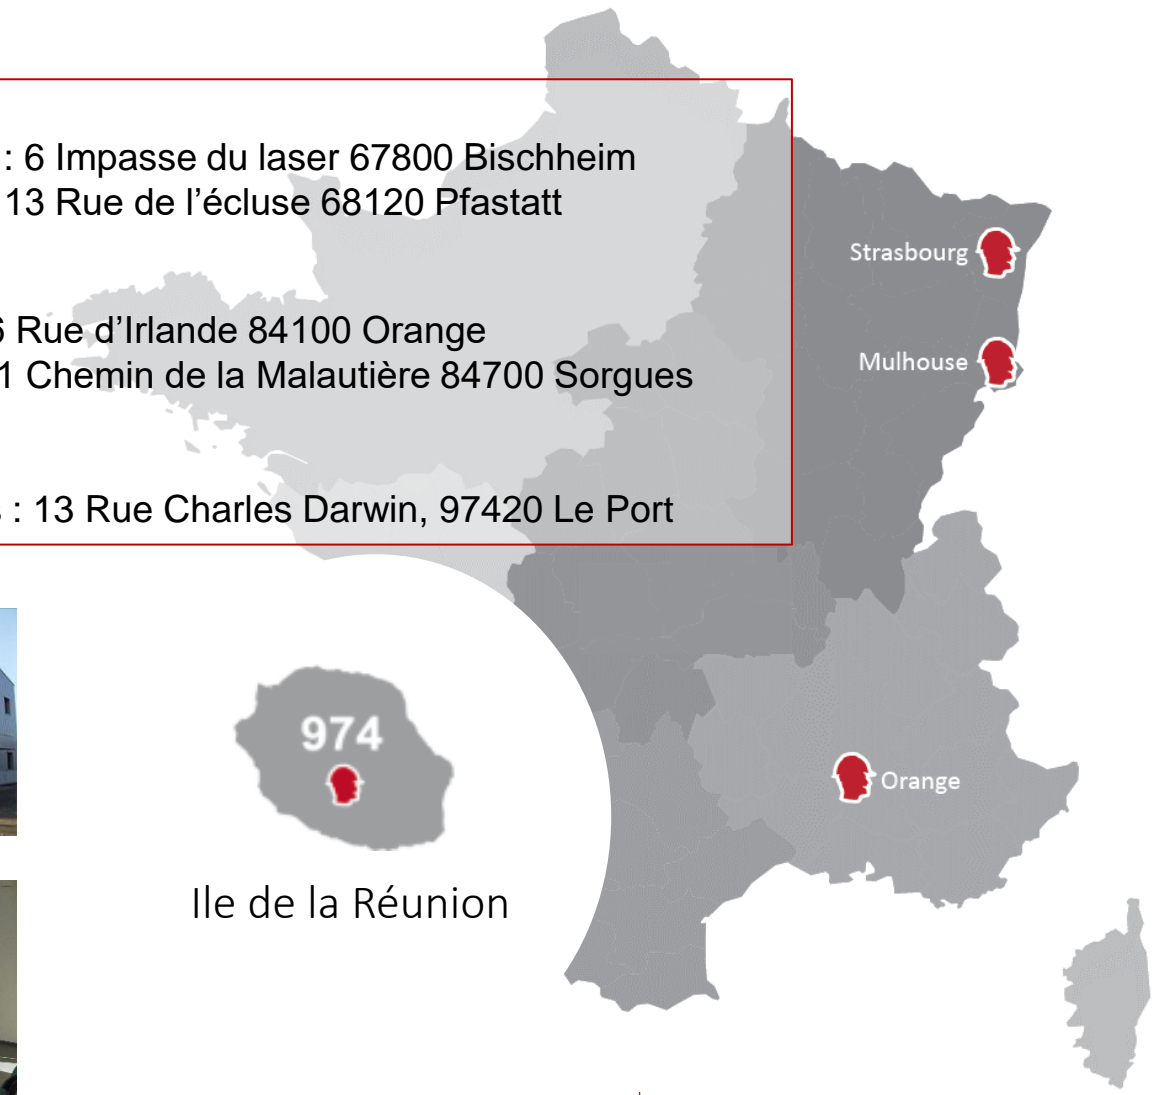 : 6 Impasse du laser 67800 Bischheim
13 Rue de l’écluse 68120 Pfastatt
Rue d’Irlande 84100 Orange
1 Chemin de la Malautière 84700 Sorgues
: 13 Rue Charles Darwin, 97420 Le Port
Strasbourg
Mulhouse
974
Orange
Ile de la Réunion